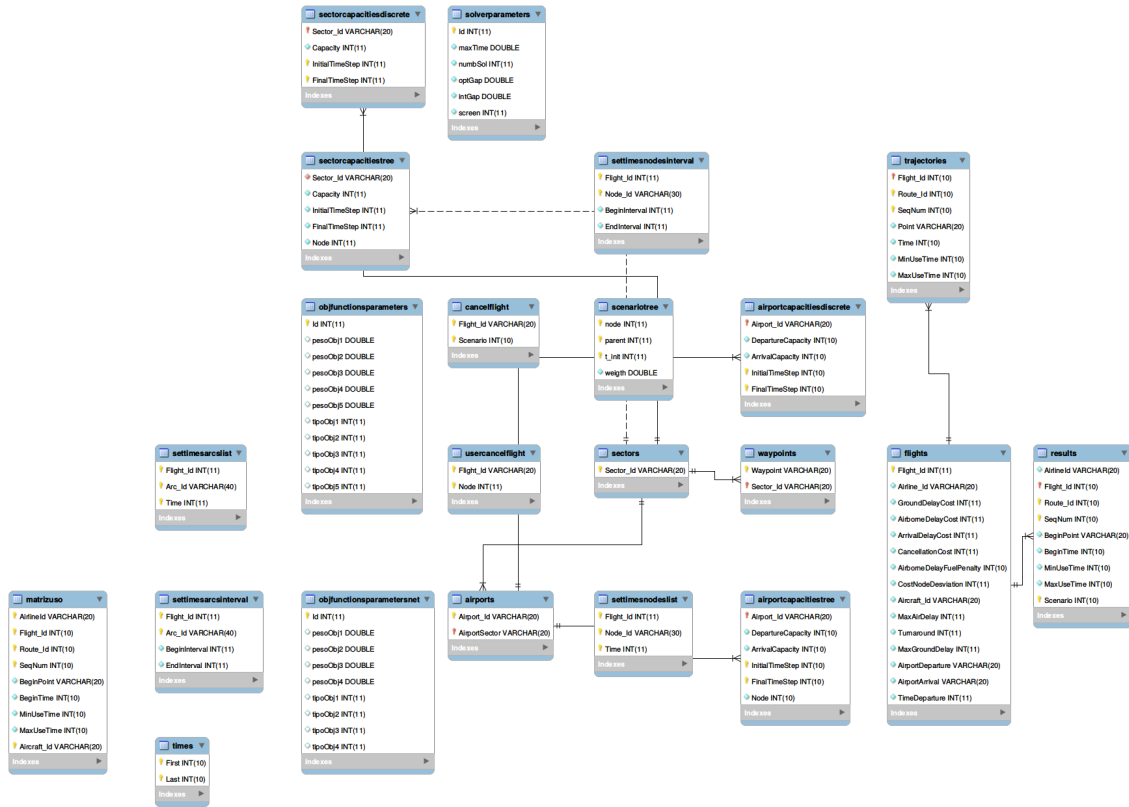 sectorcapacitiesdiscrete
Sector_Id VARCHAR(20)
Capacity INT(11)
InitialTimeStep INT(11)
FinalTimeStep INT(11)
Indexes
solverparameters
Id INT(11)
maxTime DOUBLE
numbSol INT(11)
optGap DOUBLE
intGap DOUBLE
screen INT(11)
Indexes
sectorcapacitiestree
Sector_Id VARCHAR(20)
Capacity INT(11)
InitialTimeStep INT(11)
FinalTimeStep INT(11)
Node INT(11)
Indexes
settimesnodesinterval
Flight_Id INT(11)
Node_Id VARCHAR(30)
BeginInterval INT(11)
EndInterval INT(11)
Indexes
trajectories
Flight_Id INT(10)
Route_Id INT(10)
SeqNum INT(10)
Point VARCHAR(20)
Time INT(10)
MinUseTime INT(10)
MaxUseTime INT(10)
Indexes
objfunctionsparameters
Id INT(11)
pesoObj1 DOUBLE
pesoObj2 DOUBLE
pesoObj3 DOUBLE
pesoObj4 DOUBLE
pesoObj5 DOUBLE
tipoObj1 INT(11)
tipoObj2 INT(11)
tipoObj3 INT(11)
tipoObj4 INT(11)
tipoObj5 INT(11)
Indexes
cancelflight
Flight_Id VARCHAR(20)
Scenario INT(10)
Indexes
scenariotree
node INT(11)
parent INT(11)
t_init INT(11)
weigth DOUBLE
Indexes
airportcapacitiesdiscrete
Airport_Id VARCHAR(20)
DepartureCapacity INT(10)
ArrivalCapacity INT(10)
InitialTimeStep INT(10)
FinalTimeStep INT(10)
Indexes
settimesarcslist
Flight_Id INT(11)
Arc_Id VARCHAR(40)
Time INT(11)
Indexes
usercancelflight
Flight_Id VARCHAR(20)
Node INT(11)
Indexes
sectors
Sector_Id VARCHAR(20)
Indexes
waypoints
Waypoint VARCHAR(20)
Sector_Id VARCHAR(20)
Indexes
flights
Flight_Id INT(11)
Airline_Id VARCHAR(20)
GroundDelayCost INT(11)
AirborneDelayCost INT(11)
ArrivalDelayCost INT(11)
CancellationCost INT(11)
AirborneDelayFuelPenalty INT(10)
CostNodeDesviation INT(11)
Aircraft_Id VARCHAR(20)
MaxAirDelay INT(11)
Turnaround INT(11)
MaxGroundDelay INT(11)
AirportDeparture VARCHAR(20)
AirportArrival VARCHAR(20)
TimeDeparture INT(11)
Indexes
results
AirlineId VARCHAR(20)
Flight_Id INT(10)
Route_Id INT(10)
SeqNum INT(10)
BeginPoint VARCHAR(20)
BeginTime INT(10)
MinUseTime INT(10)
MaxUseTime INT(10)
Scenario INT(10)
Indexes
matrizuso
AirlineId VARCHAR(20)
Flight_Id INT(10)
Route_Id INT(10)
SeqNum INT(10)
BeginPoint VARCHAR(20)
BeginTime INT(10)
MinUseTime INT(10)
MaxUseTime INT(10)
Aircraft_Id VARCHAR(20)
Indexes
settimesarcsinterval
Flight_Id INT(11)
Arc_Id VARCHAR(40)
BeginInterval INT(11)
EndInterval INT(11)
Indexes
objfunctionsparametersnet
Id INT(11)
pesoObj1 DOUBLE
pesoObj2 DOUBLE
pesoObj3 DOUBLE
pesoObj4 DOUBLE
tipoObj1 INT(11)
tipoObj2 INT(11)
tipoObj3 INT(11)
tipoObj4 INT(11)
Indexes
airports
Airport_Id VARCHAR(20)
AirportSector VARCHAR(20)
Indexes
settimesnodeslist
Flight_Id INT(11)
Node_Id VARCHAR(30)
Time INT(11)
Indexes
airportcapacitiestree
Airport_Id VARCHAR(20)
DepartureCapacity INT(10)
ArrivalCapacity INT(10)
InitialTimeStep INT(10)
FinalTimeStep INT(10)
Node INT(10)
Indexes
times
First INT(10)
Last INT(10)
Indexes